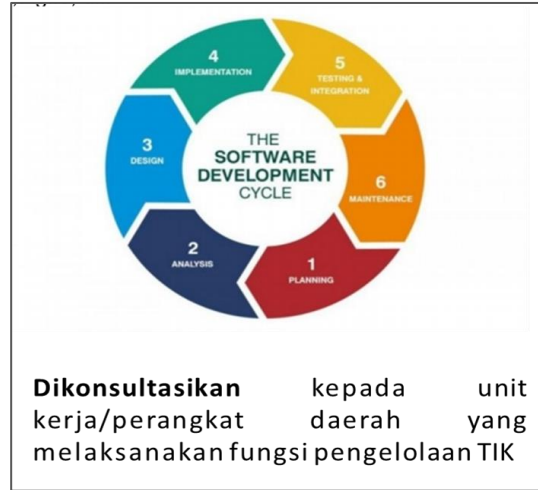 4
IMPLEMENTATION
5
TESTING &
INTEGRATION
3
DESIGN
THE
SOFTWARE
DEVELOPMENT
CYCLE
6
MAINTENANCE
2
ANALYSIS
1
PLANNING
Dikonsultasikan kepada unit
kerja/perangkat daerah yang
melaksanakan fungsi pengelolaan TIK